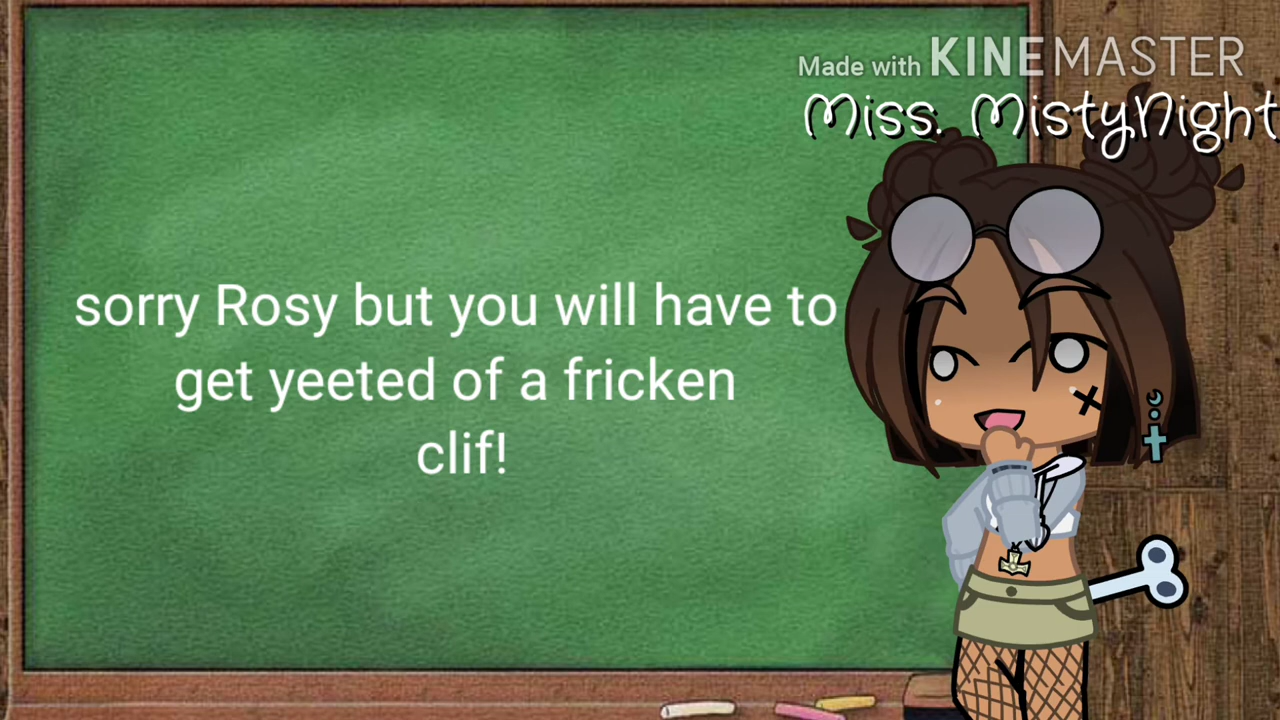 Made with KINEMASTER
Miss. MistyNight
sorry Rosy but you will have to
get yeeted of a fricken
clif!